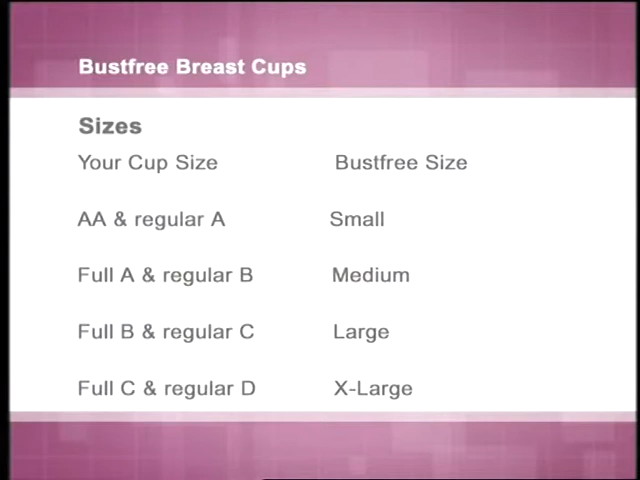 Bustfree Breast Cups
Sizes
Your Cup Size Bustfree Size
AA & regular A Small
Full A & regular B Medium
Full B & regular C Large
Full C & regular D X-Large